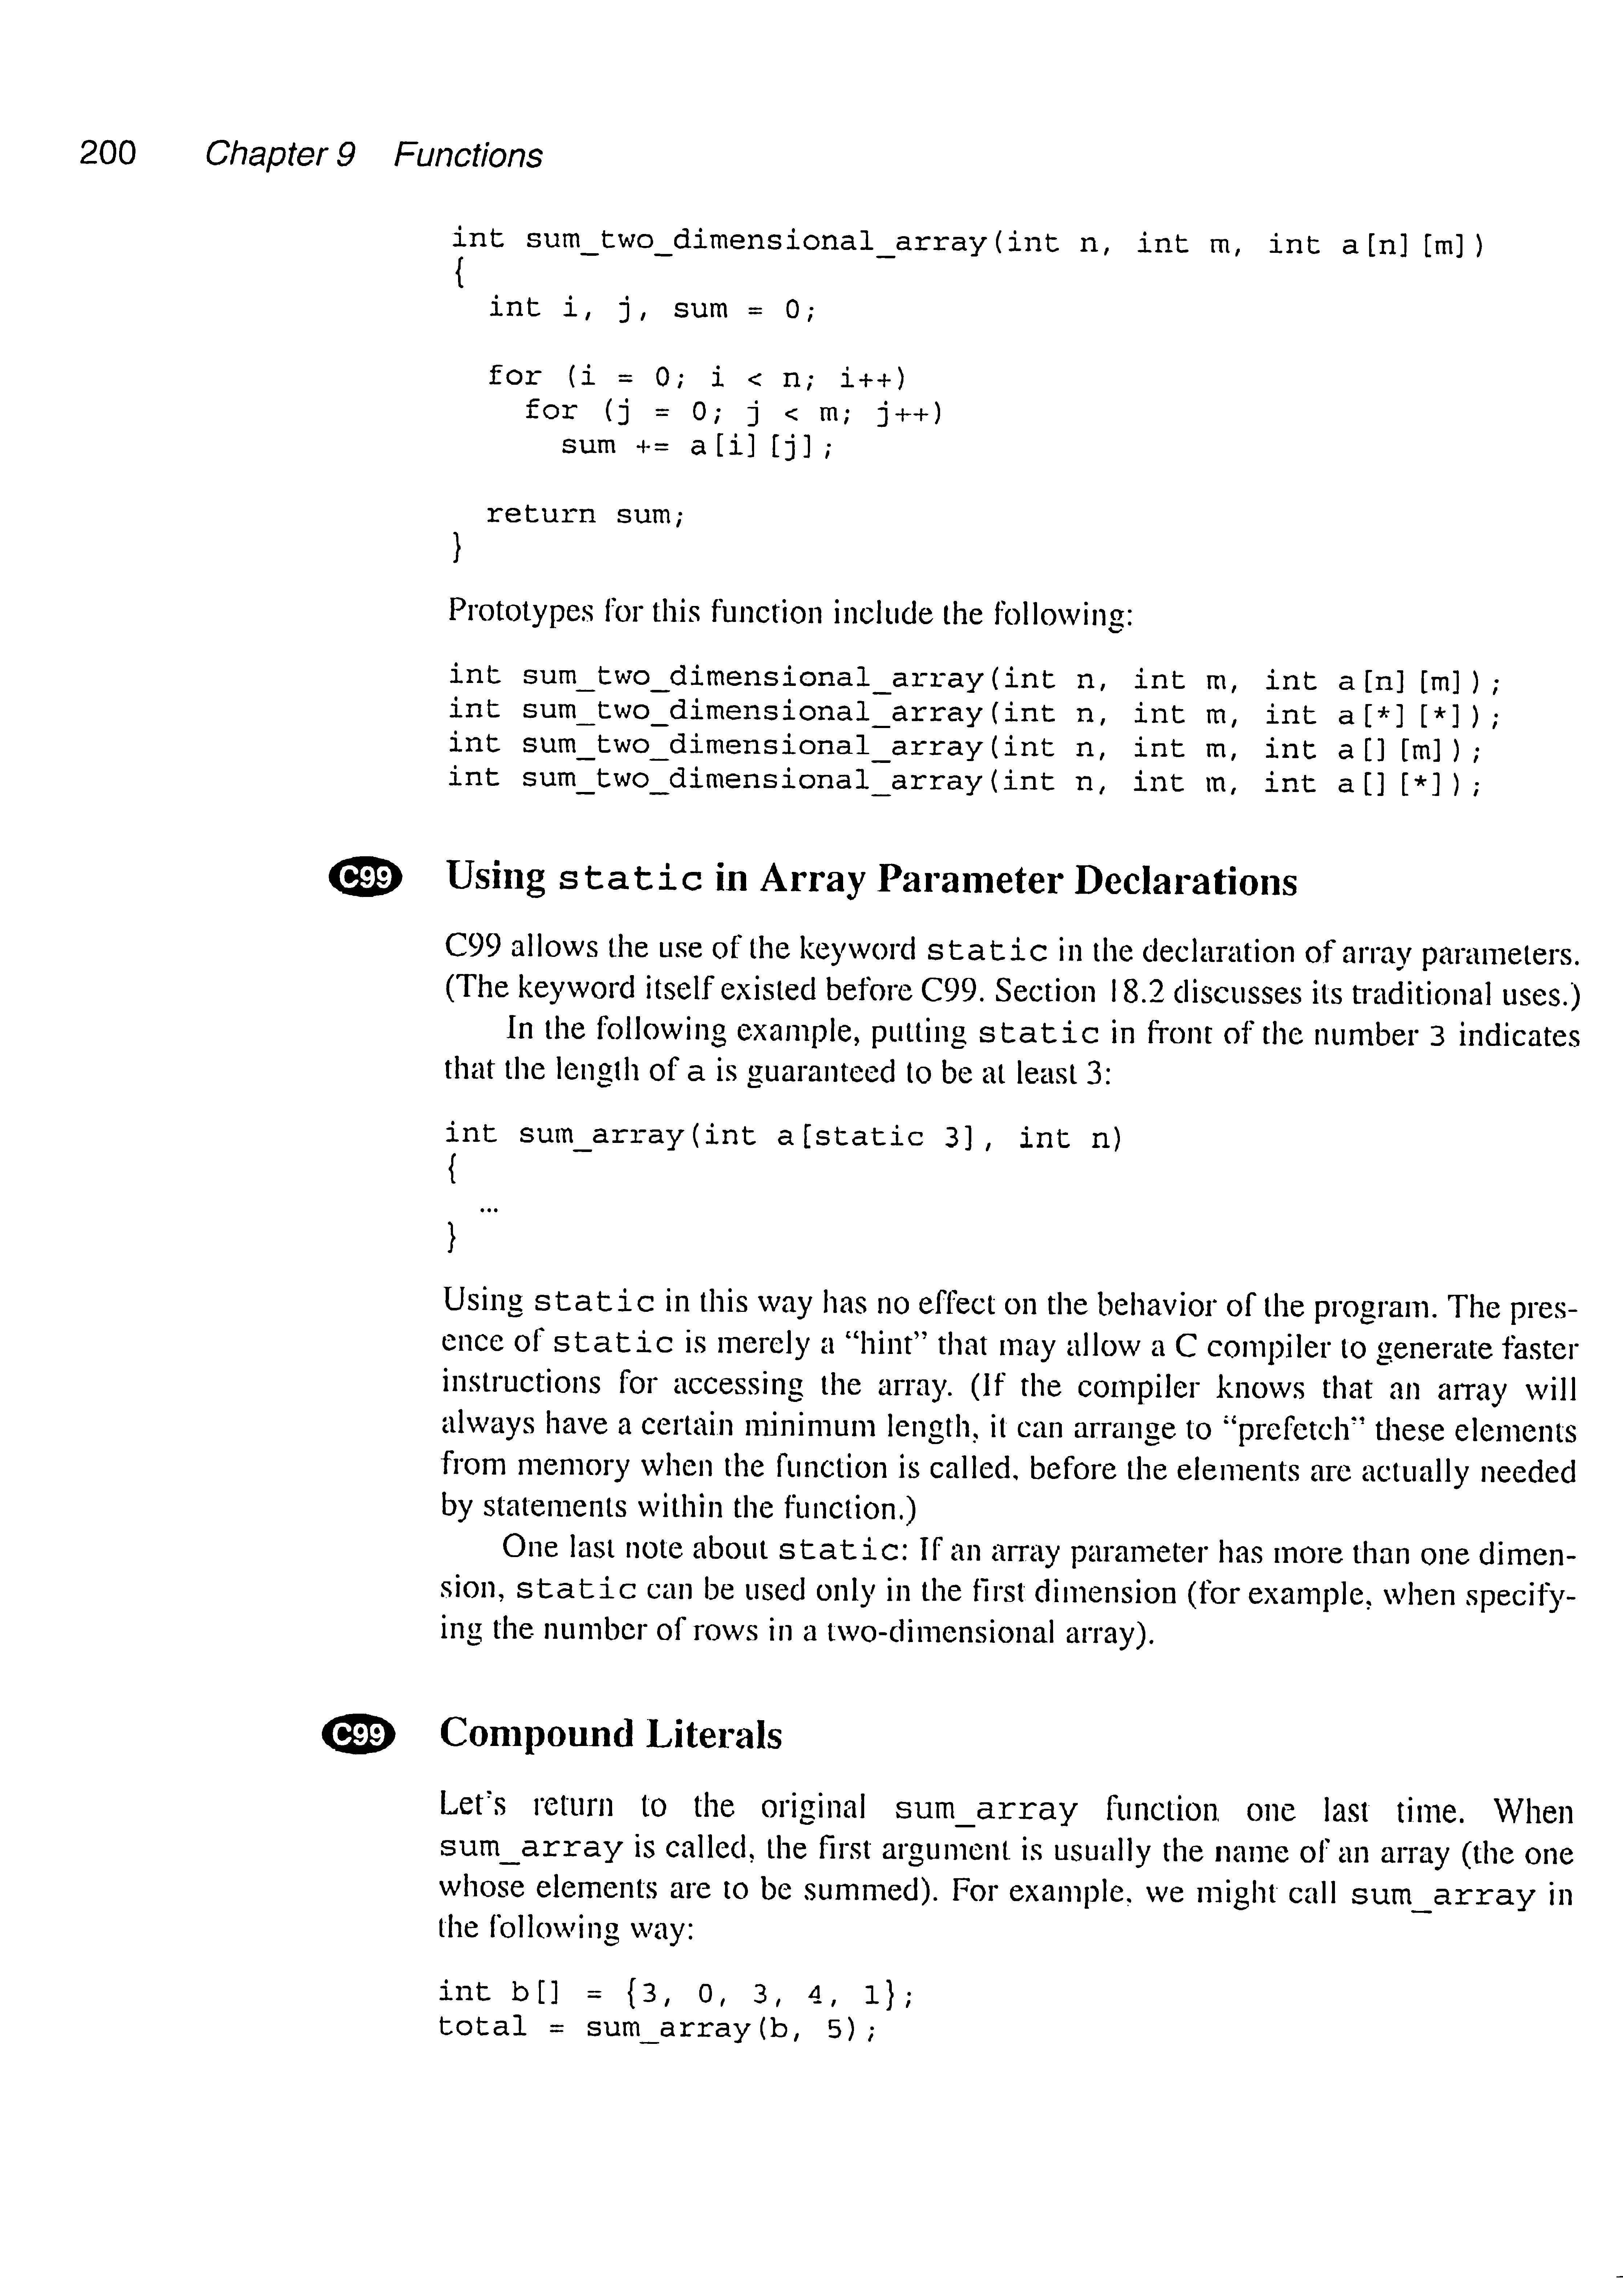 200 Chapter 9 Functions
int sum_two_dimensional_array(int n, int m, int a[n][m])
{
int i, j, sum = 0;
for (i = 0; i < n; i++)
for (j = 0; j < m; j++)
sum += a[i][j];
return sum;
}
Prototypes for this function include the following:
int sum_two_dimensional_array(int n, int m, int a[n][m]);
int sum_two_dimensional_array(int n, int m, int a[*][*]);
int sum_two_dimensional_array(int n, int m, int a[][m]);
int sum_two_dimensional_array(int n, int m, int a[][*]);
C99 Using static in Array Parameter Declarations
C99 allows the use of the keyword static in the declaration of array parameters.
(The keyword itself existed before C99. Section 18.2 discusses its traditional uses.)
In the following example, putting static in front of the number 3 indicates
that the length of a is guaranteed to be at least 3:
int sum_array(int a[static 3], int n)
{
...
}
Using static in this way has no effect on the behavior of the program. The pres-
ence of static is merely a “hint” that may allow a C compiler to generate faster
instructions for accessing the array. (If the compiler knows that an array will
always have a certain minimum length, it can arrange to “prefetch” these elements
from memory when the function is called, before the elements are actually needed
by statements within the function.)
One last note about static: If an array parameter has more than one dimen-
sion, static can be used only in the first dimension (for example, when specify-
ing the number of rows in a two-dimensional array).
C99 Compound Literals
Let's return to the original sum_array function one last time. When
sum_array is called, the first argument is usually the name of an array (the one
whose elements are to be summed). For example, we might call sum_array in
the following way:
int b[] = {3, 0, 3, 4, 1};
total = sum_array(b, 5);